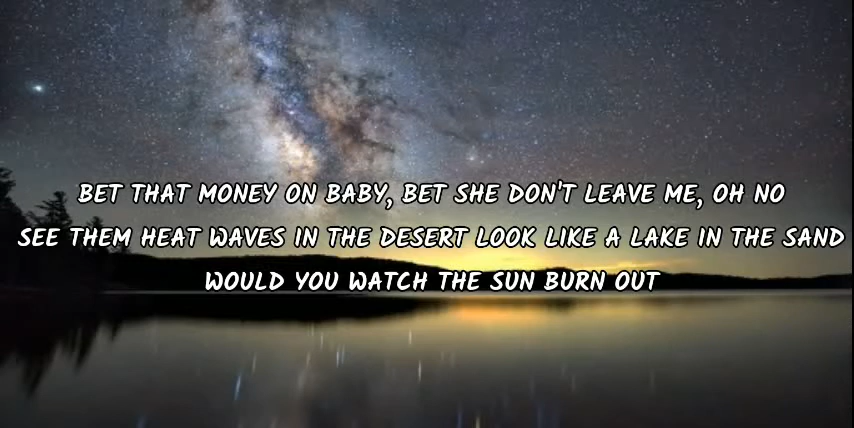 BET THAT MONEY ON BABY, BET SHE DON'T LEAVE ME, OH NO
SEE THEM HEAT WAVES IN THE DESERT LOOK LIKE A LAKE IN THE SAND
WOULD YOU WATCH THE SUN BURN OUT